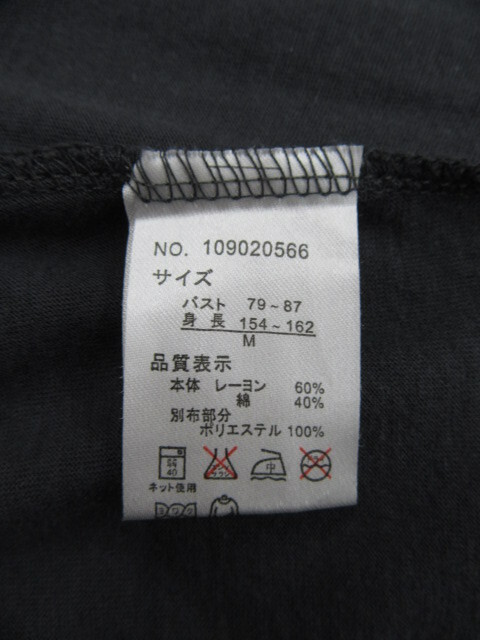 NO. 109020566
サイズ
バスト 79~87
身長 154~162
M
品質表示
本体 レーヨン 60%
綿 40%
別布部分
ポリエステル 100%
40
中
ネット使用